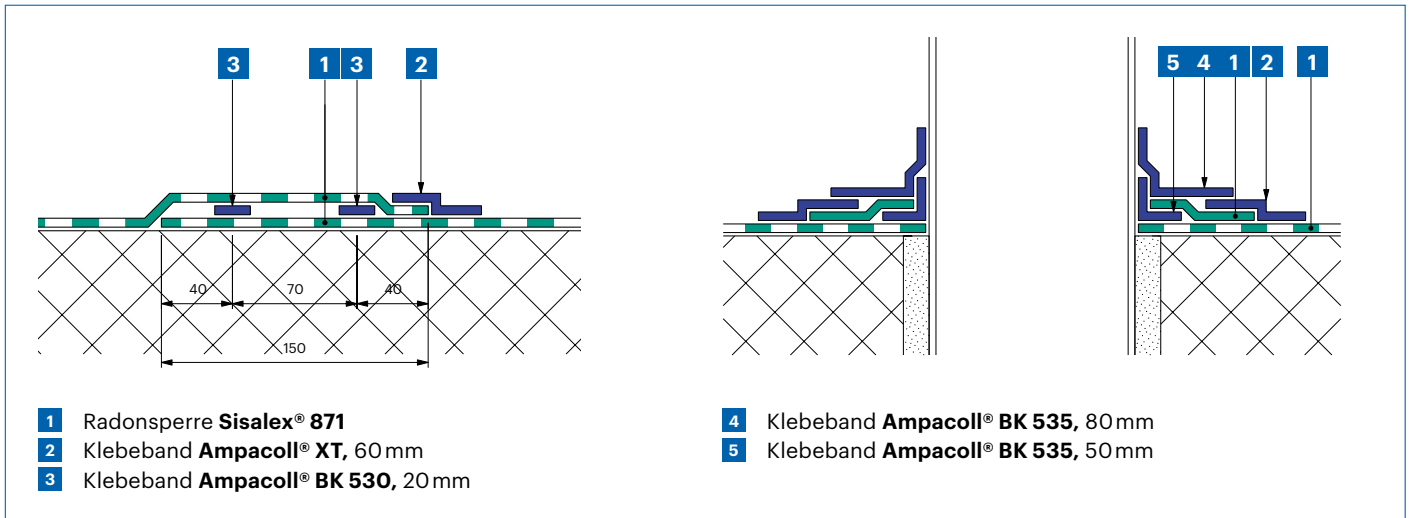 3 1 3 2
5 4 1 2 1
40 70 40
150
1 Radonsperre Sisalex® 871
2 Klebeband Ampacoll® XT, 60 mm
3 Klebeband Ampacoll® BK 530, 20 mm
4 Klebeband Ampacoll® BK 535, 80 mm
5 Klebeband Ampacoll® BK 535, 50 mm